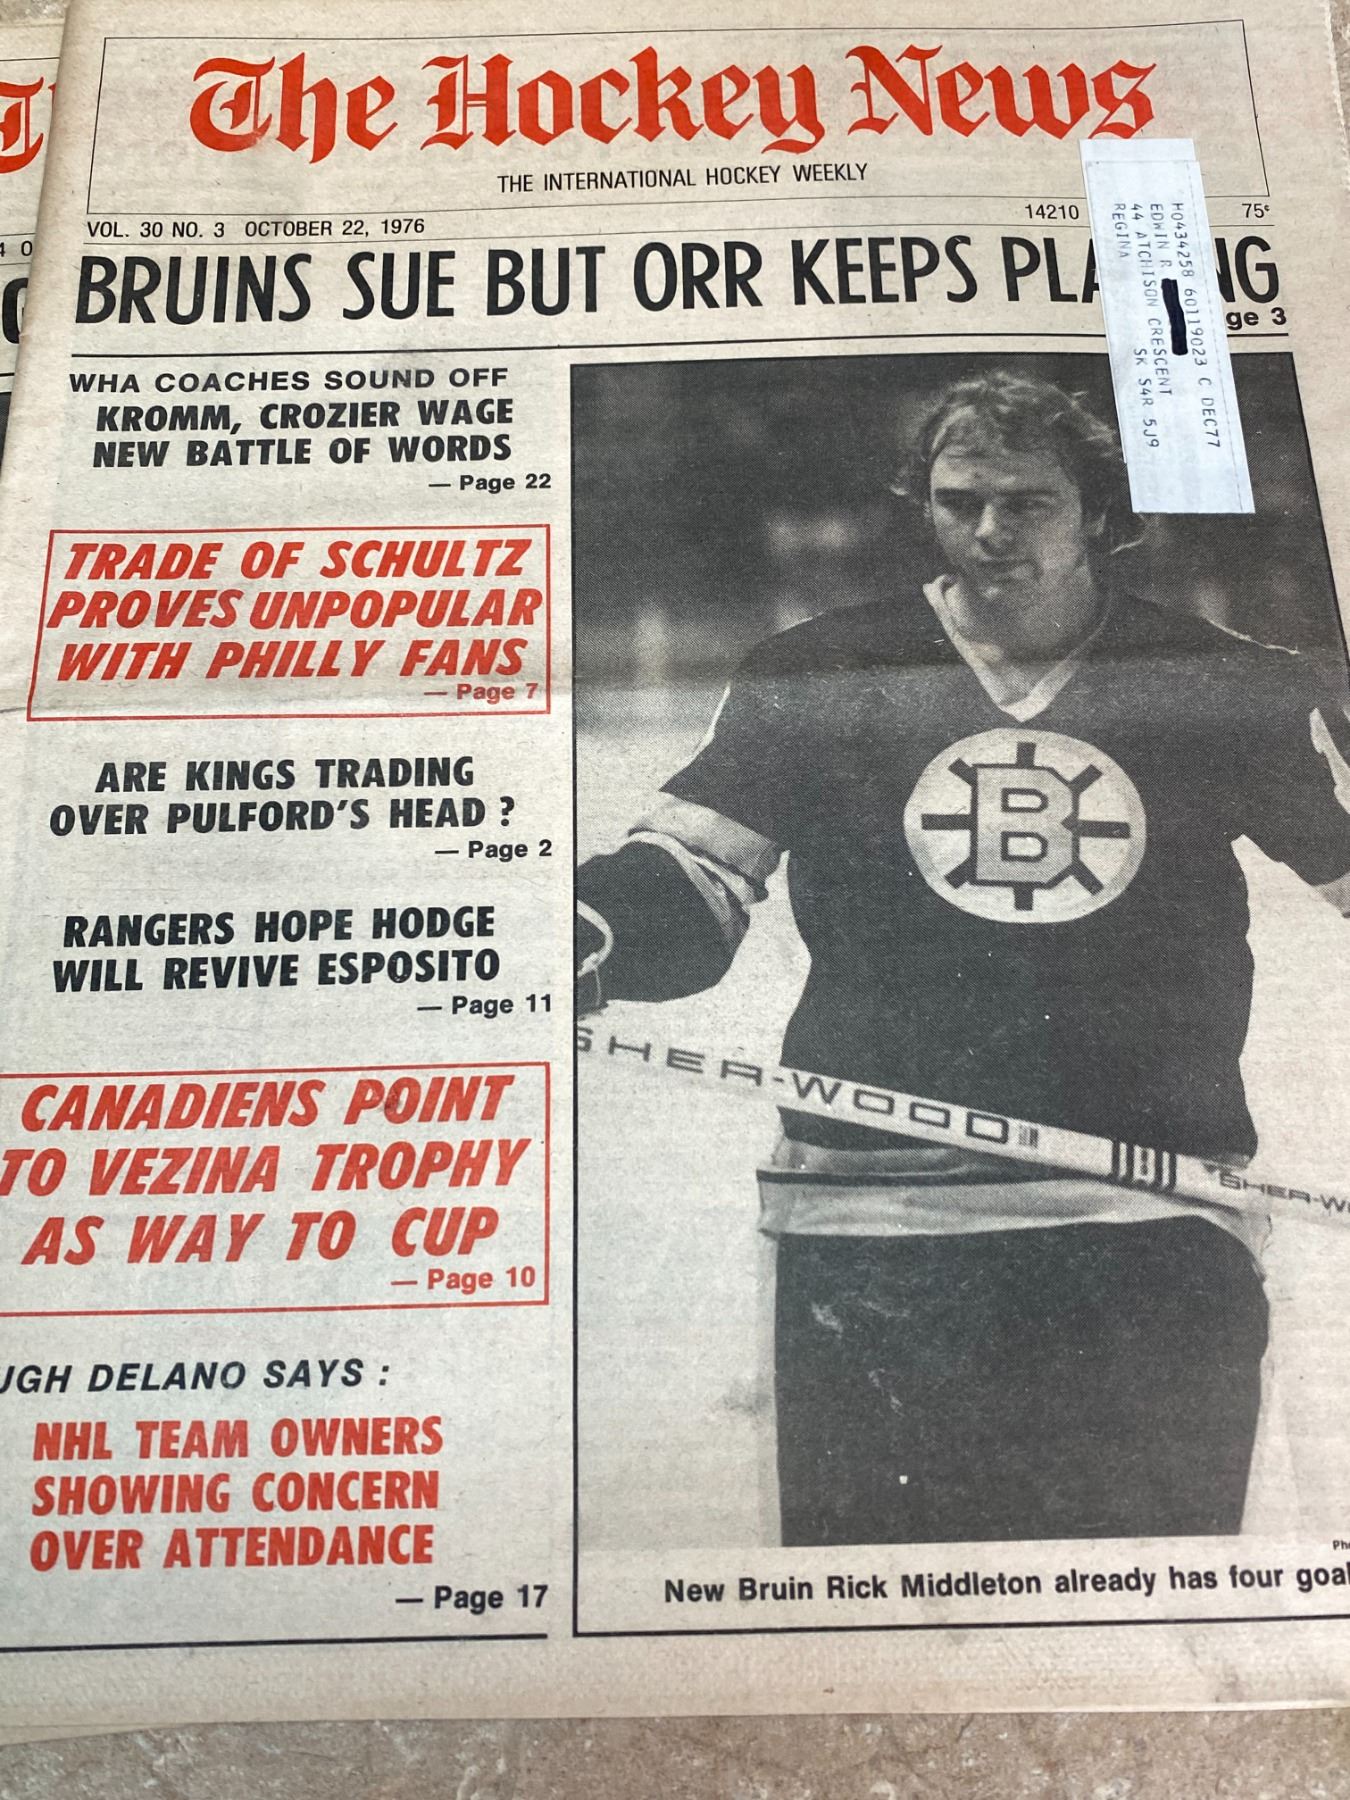 The Hockey News
THE INTERNATIONAL HOCKEY WEEKLY
VOL. 30 NO. 3 OCTOBER 22, 1976
14210
75¢
BRUINS SUE BUT ORR KEEPS PLA NG
ge 3
H0434258 60119023 C DEC77
EDWIN R
44 ATCHISON CRESCENT
REGINA SK S4R 5J9
WHA COACHES SOUND OFF
KROMM, CROZIER WAGE
NEW BATTLE OF WORDS
— Page 22
TRADE OF SCHULTZ
PROVES UNPOPULAR
WITH PHILLY FANS
— Page 7
ARE KINGS TRADING
OVER PULFORD'S HEAD ?
— Page 2
RANGERS HOPE HODGE
WILL REVIVE ESPOSITO
— Page 11
CANADIENS POINT
TO VEZINA TROPHY
AS WAY TO CUP
— Page 10
UGH DELANO SAYS :
NHL TEAM OWNERS
SHOWING CONCERN
OVER ATTENDANCE
— Page 17
B
SHER-WOOD
SHER-W
Ph
New Bruin Rick Middleton already has four goal